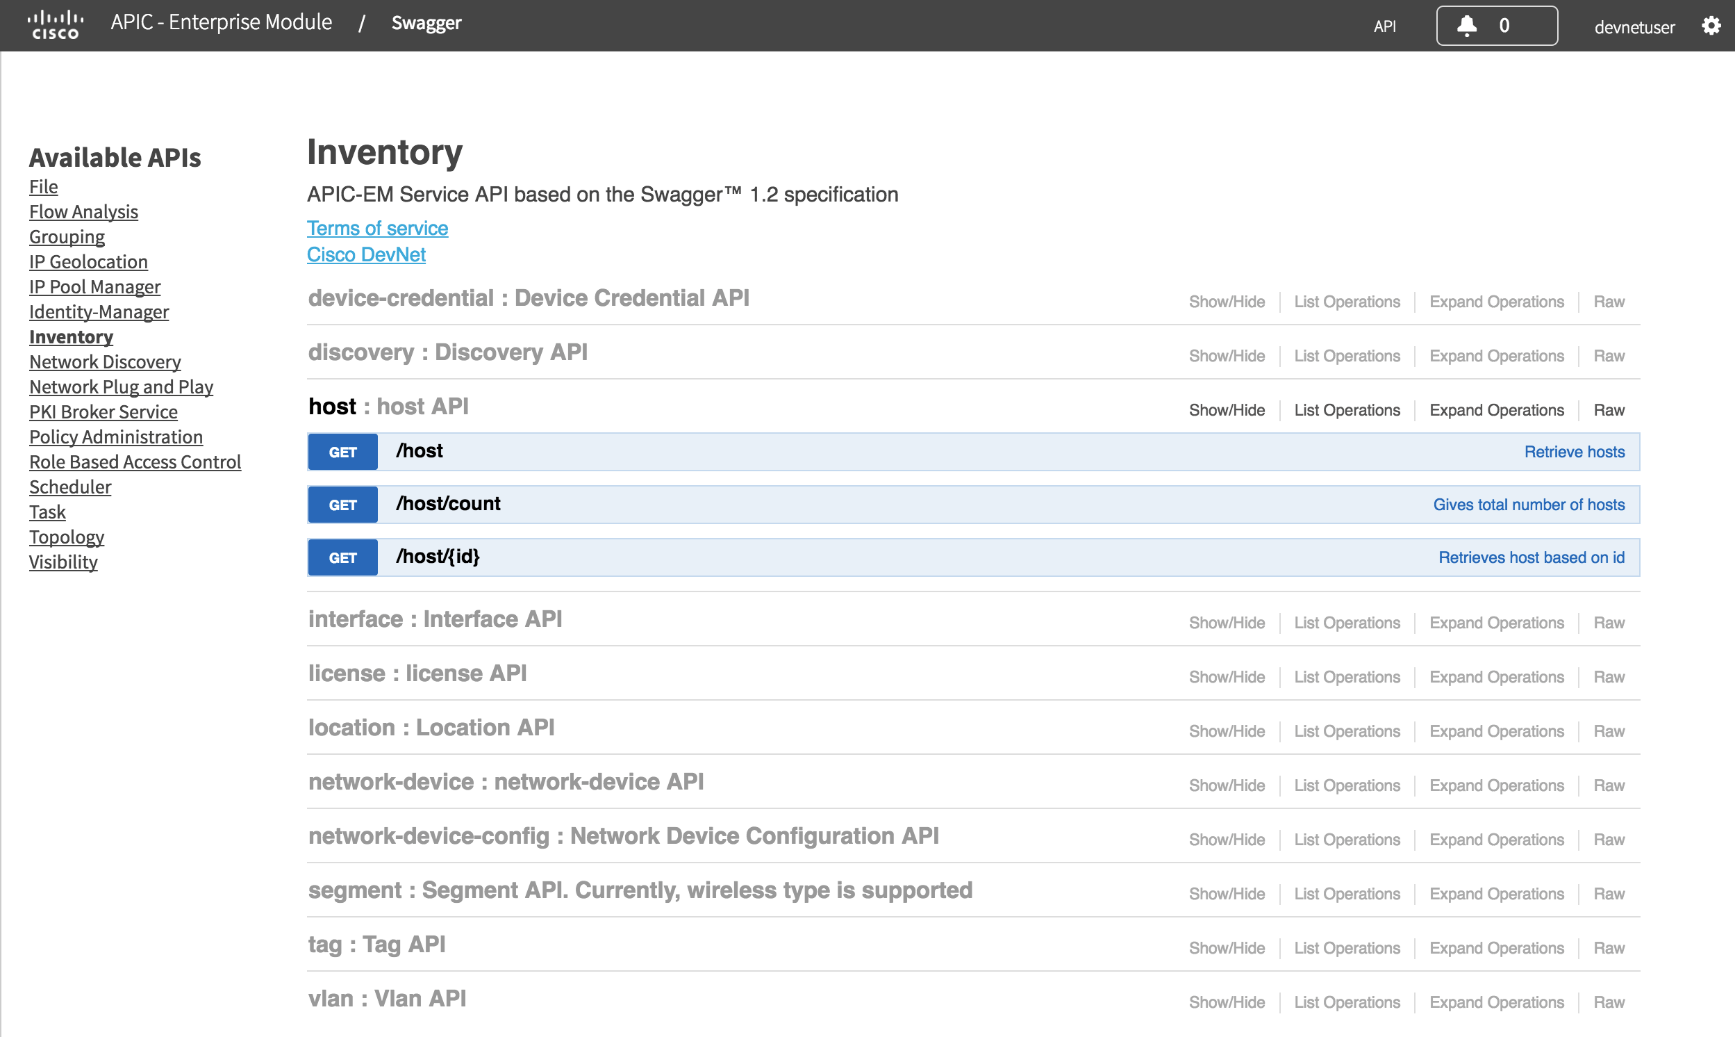 CISCO APIC - Enterprise Module / Swagger API 0 devnetuser
Available APIs
File
Flow Analysis
Grouping
IP Geolocation
IP Pool Manager
Identity-Manager
Inventory
Network Discovery
Network Plug and Play
PKI Broker Service
Policy Administration
Role Based Access Control
Scheduler
Task
Topology
Visibility
Inventory
APIC-EM Service API based on the Swagger™ 1.2 specification
Terms of service
Cisco DevNet
device-credential : Device Credential API Show/Hide List Operations Expand Operations Raw
discovery : Discovery API Show/Hide List Operations Expand Operations Raw
host : host API Show/Hide List Operations Expand Operations Raw
GET /host Retrieve hosts
GET /host/count Gives total number of hosts
GET /host/{id} Retrieves host based on id
interface : Interface API Show/Hide List Operations Expand Operations Raw
license : license API Show/Hide List Operations Expand Operations Raw
location : Location API Show/Hide List Operations Expand Operations Raw
network-device : network-device API Show/Hide List Operations Expand Operations Raw
network-device-config : Network Device Configuration API Show/Hide List Operations Expand Operations Raw
segment : Segment API. Currently, wireless type is supported Show/Hide List Operations Expand Operations Raw
tag : Tag API Show/Hide List Operations Expand Operations Raw
vlan : Vlan API Show/Hide List Operations Expand Operations Raw